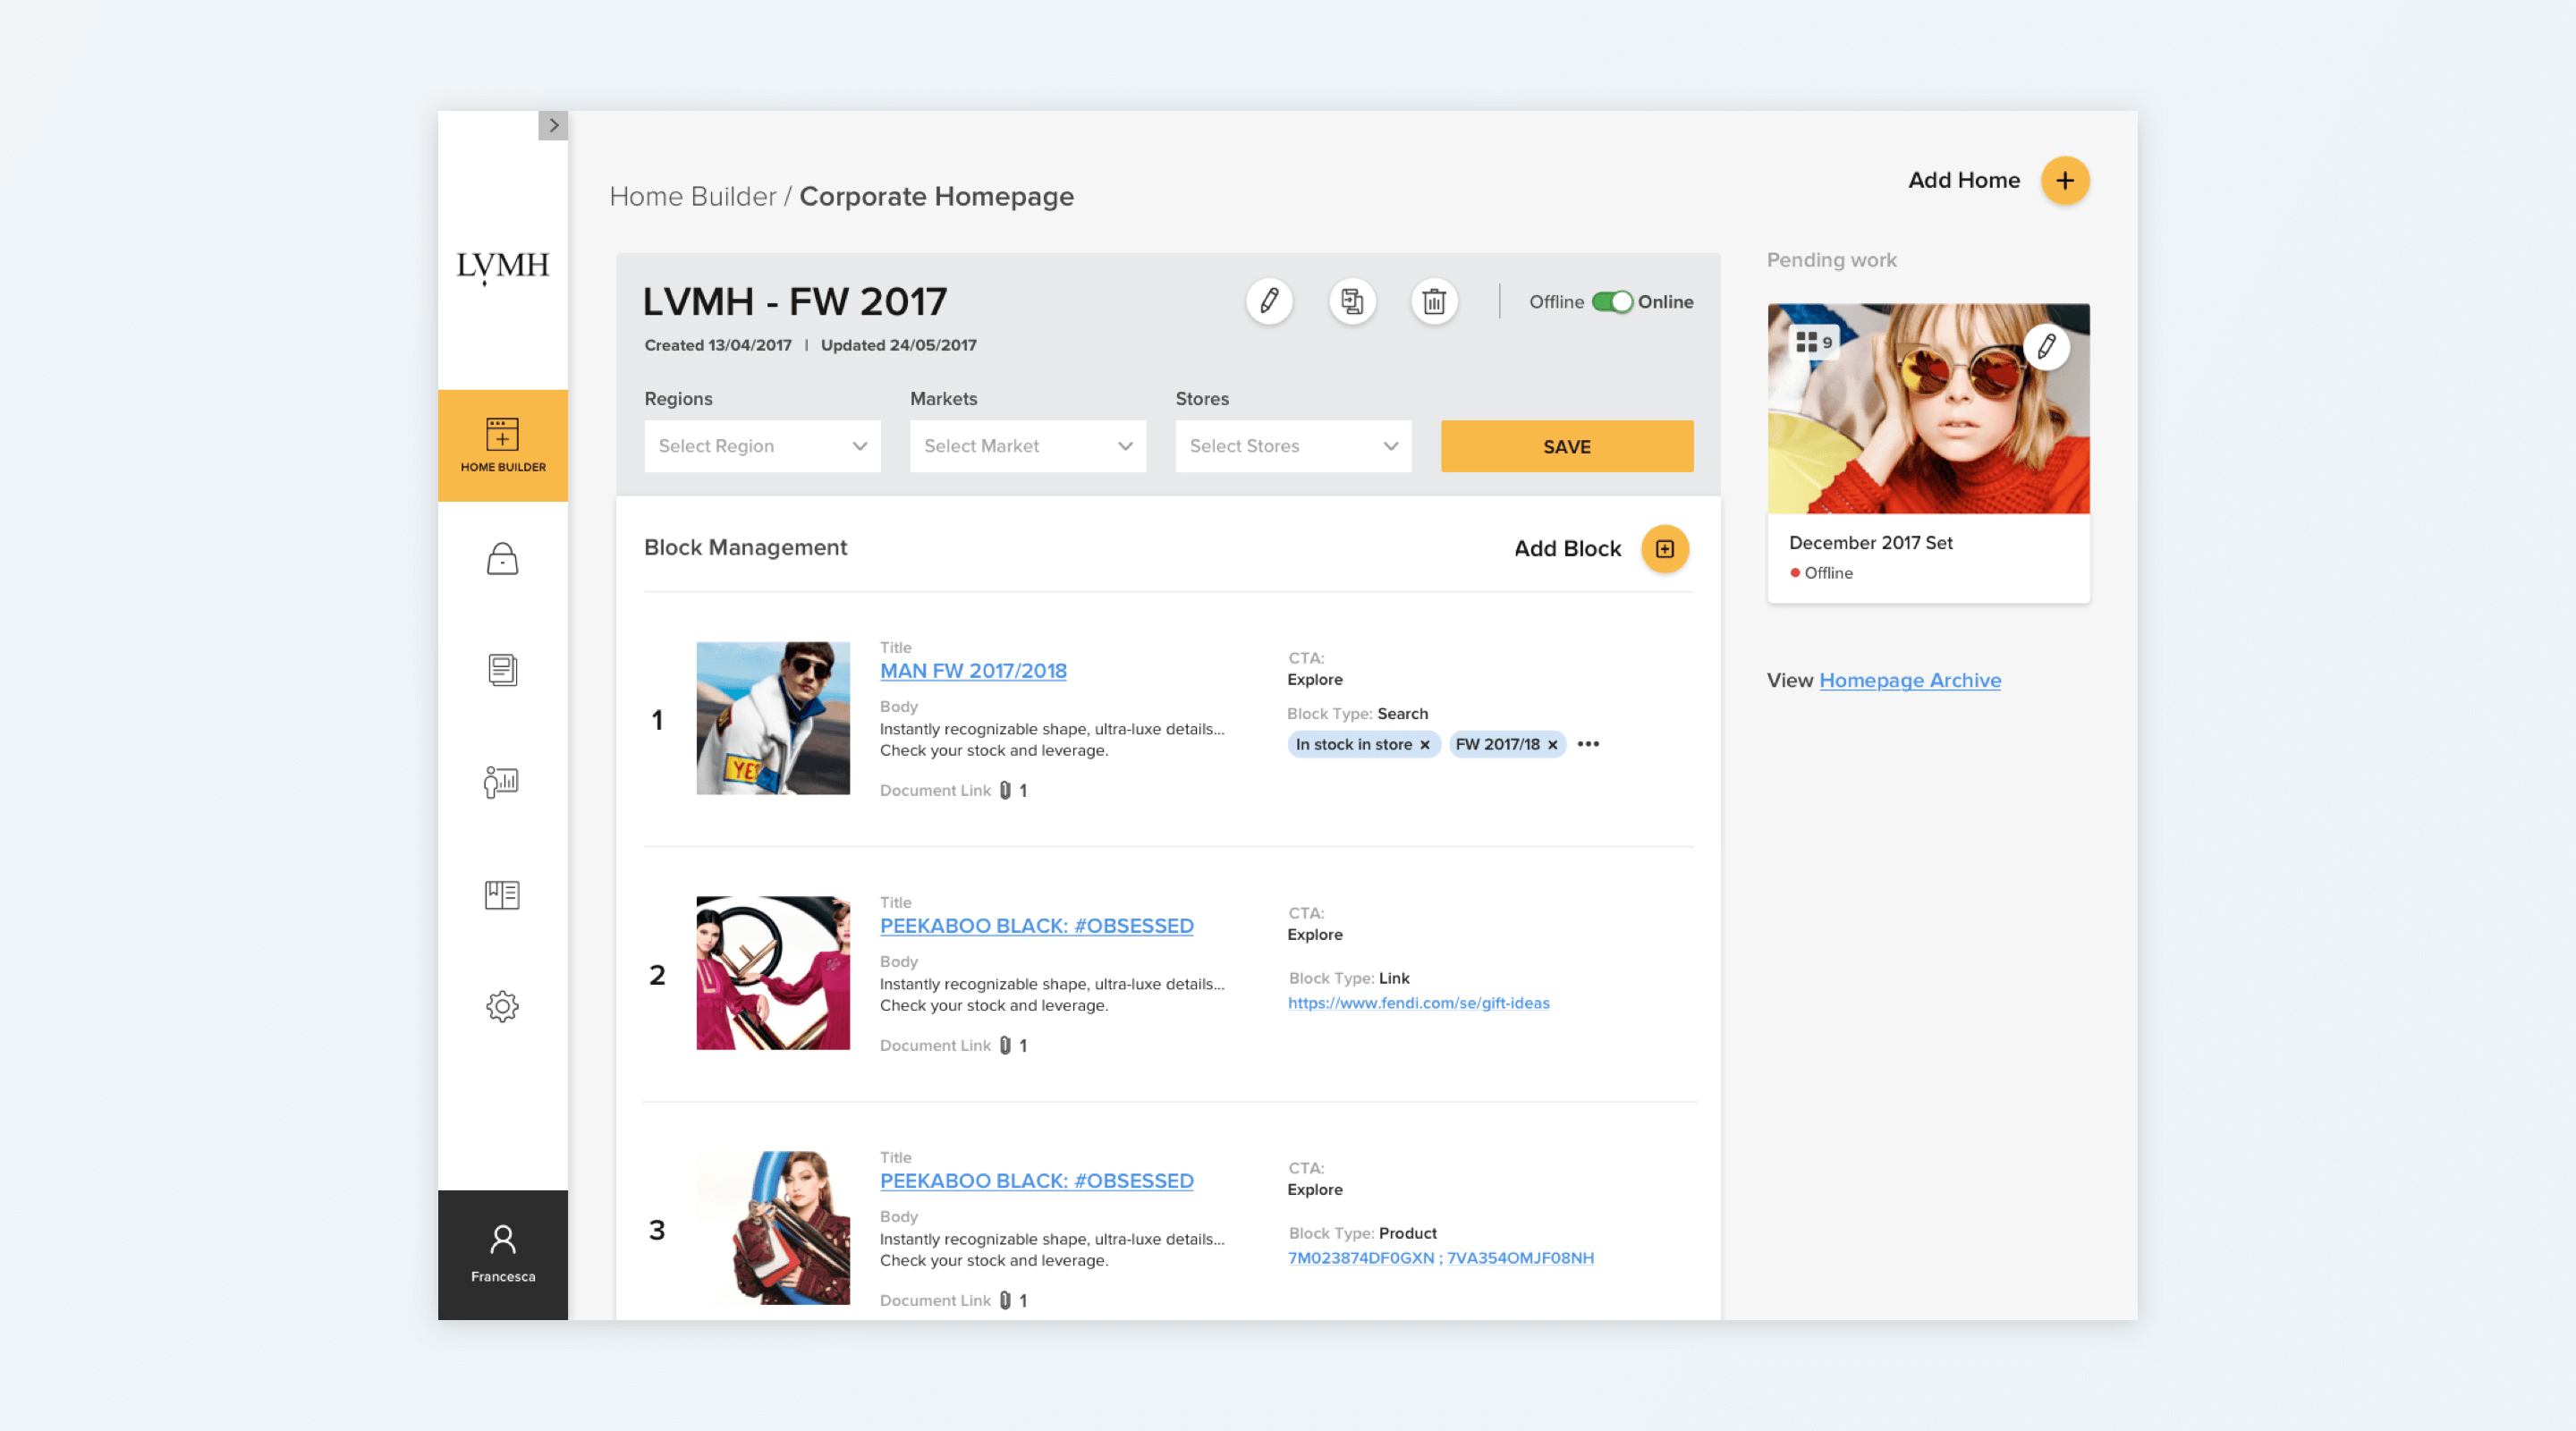 LVMH
HOME BUILDER
Francesca
Home Builder / Corporate Homepage
Add Home
LVMH - FW 2017
Created 13/04/2017 | Updated 24/05/2017
Offline Online
Regions Markets Stores
Select Region Select Market Select Stores SAVE
Block Management
Add Block
1
Title
MAN FW 2017/2018
Body
Instantly recognizable shape, ultra-luxe details...
Check your stock and leverage.
Document Link 1
CTA:
Explore
Block Type: Search
In stock in store × FW 2017/18 × •••
YES
2
Title
PEEKABOO BLACK: #OBSESSED
Body
Instantly recognizable shape, ultra-luxe details...
Check your stock and leverage.
Document Link 1
CTA:
Explore
Block Type: Link
https://www.fendi.com/se/gift-ideas
3
Title
PEEKABOO BLACK: #OBSESSED
Body
Instantly recognizable shape, ultra-luxe details...
Check your stock and leverage.
Document Link 1
CTA:
Explore
Block Type: Product
7M023874DF0GXN ; 7VA354OMJF08NH
Pending work
9
December 2017 Set
Offline
View Homepage Archive